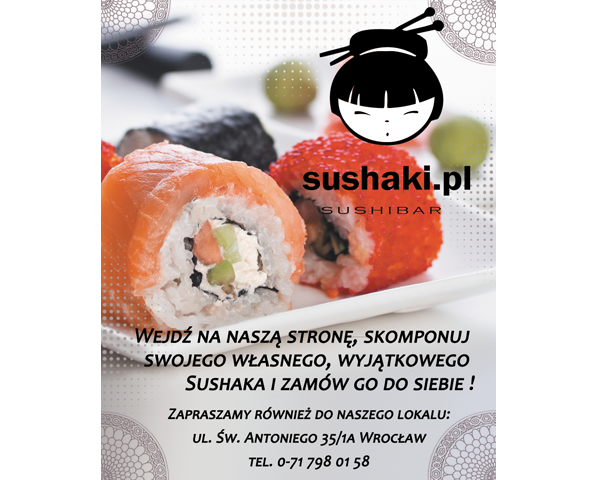 sushaki.pl
SUSHIBAR
WEJDŹ NA NASZĄ STRONĘ, SKOMPONUJ
SWOJEGO WŁASNEGO, WYJĄTKOWEGO
SUSHAKA I ZAMÓW GO DO SIEBIE !
ZAPRASZAMY RÓWNIEŻ DO NASZEGO LOKALU:
UL. ŚW. ANTONIEGO 35/1A WROCŁAW
TEL. 0-71 798 01 58